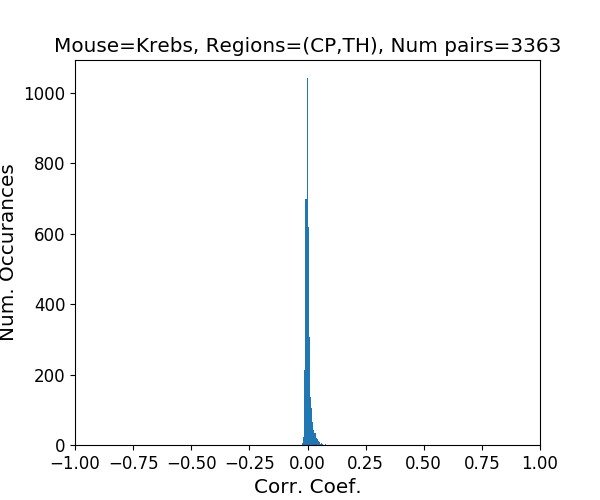 Mouse=Krebs, Regions=(CP,TH), Num pairs=3363
Num. Occurances
1000
800
600
400
200
0
−1.00 −0.75 −0.50 −0.25 0.00 0.25 0.50 0.75 1.00
Corr. Coef.